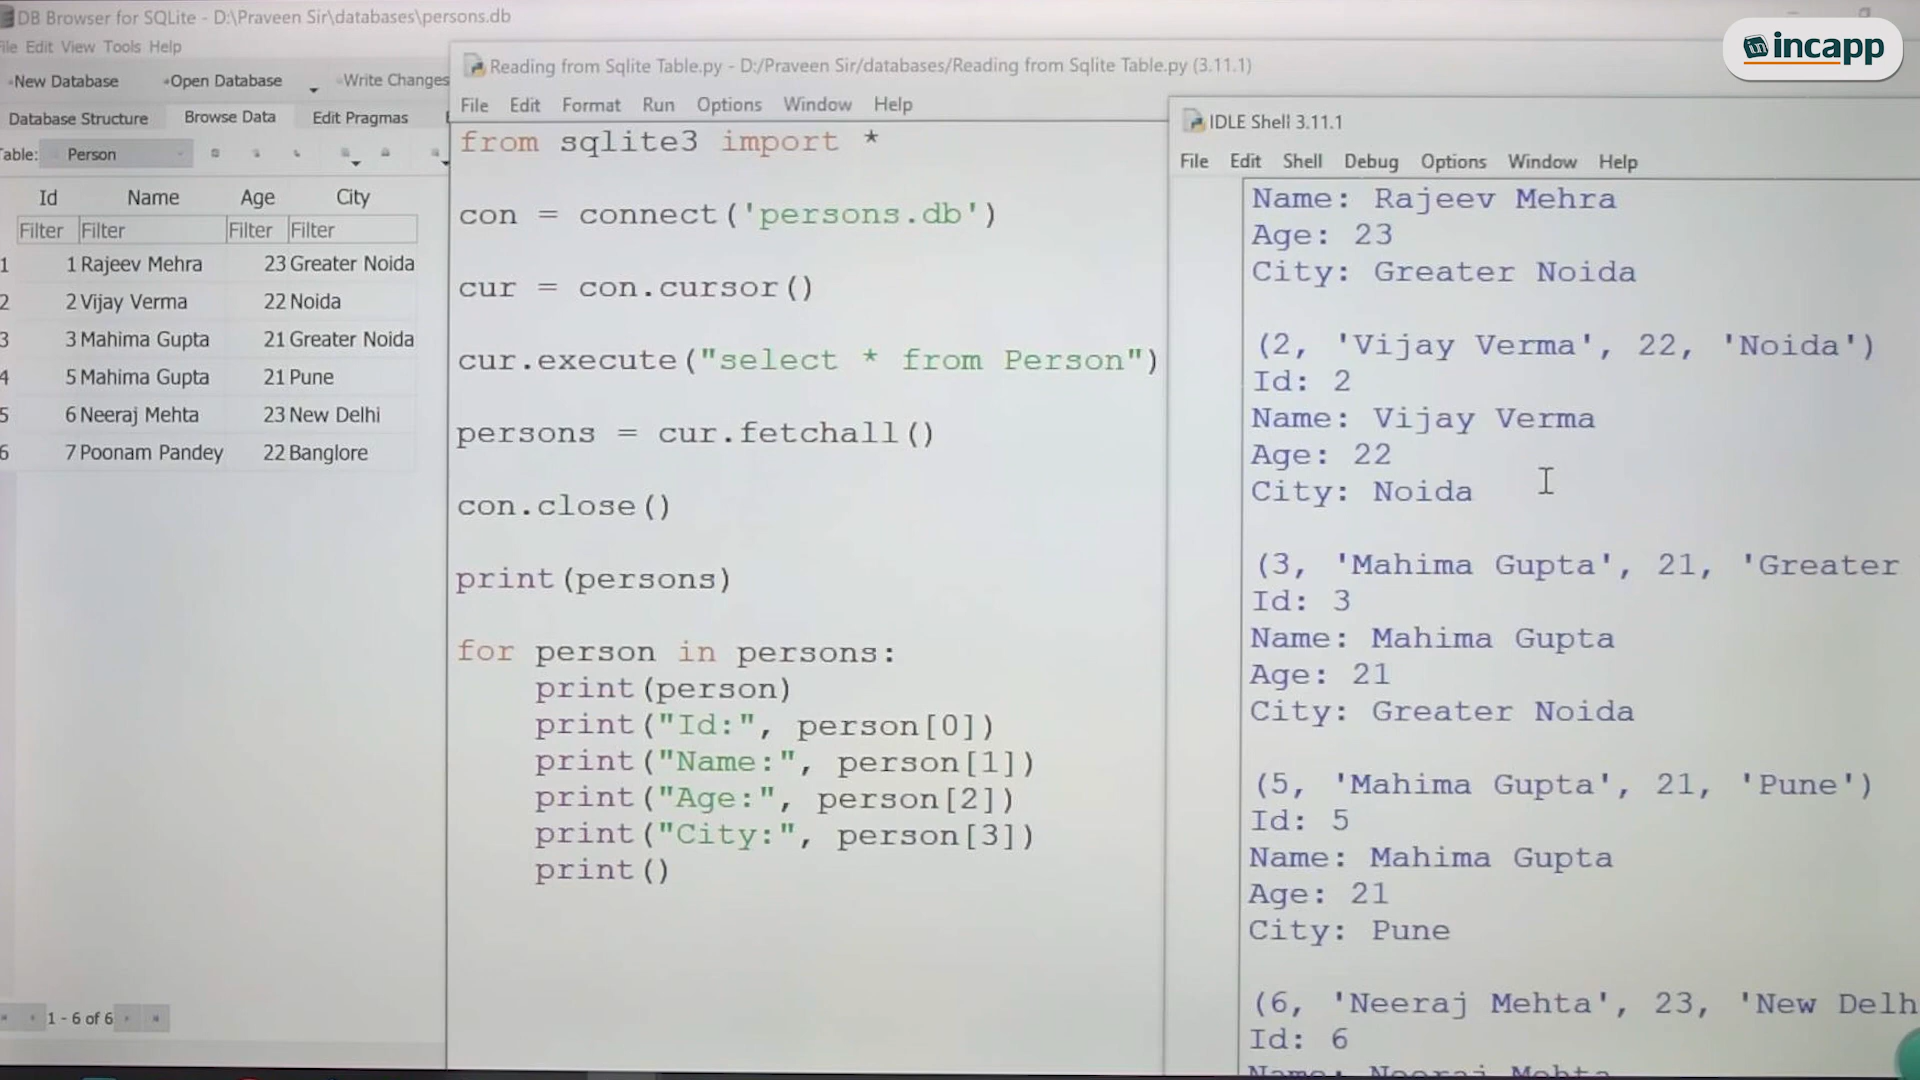 DB Browser for SQLite - D:\Praveen Sir\databases\persons.db
File Edit View Tools Help
New Database Open Database Write Changes
Database Structure Browse Data Edit Pragmas
Table: Person
Id Name Age City
Filter Filter Filter Filter
1 1 Rajeev Mehra 23 Greater Noida
2 2 Vijay Verma 22 Noida
3 3 Mahima Gupta 21 Greater Noida
4 5 Mahima Gupta 21 Pune
5 6 Neeraj Mehta 23 New Delhi
6 7 Poonam Pandey 22 Banglore
1 - 6 of 6
Reading from Sqlite Table.py - D:/Praveen Sir/databases/Reading from Sqlite Table.py (3.11.1)
File Edit Format Run Options Window Help
from sqlite3 import *
con = connect('persons.db')
cur = con.cursor()
cur.execute("select * from Person")
persons = cur.fetchall()
con.close()
print(persons)
for person in persons:
print(person)
print("Id:", person[0])
print("Name:", person[1])
print("Age:", person[2])
print("City:", person[3])
print()
incapp
IDLE Shell 3.11.1
File Edit Shell Debug Options Window Help
Name: Rajeev Mehra
Age: 23
City: Greater Noida
(2, 'Vijay Verma', 22, 'Noida')
Id: 2
Name: Vijay Verma
Age: 22
City: Noida
(3, 'Mahima Gupta', 21, 'Greater
Id: 3
Name: Mahima Gupta
Age: 21
City: Greater Noida
(5, 'Mahima Gupta', 21, 'Pune')
Id: 5
Name: Mahima Gupta
Age: 21
City: Pune
(6, 'Neeraj Mehta', 23, 'New Delh
Id: 6
Name: Neeraj Mehta